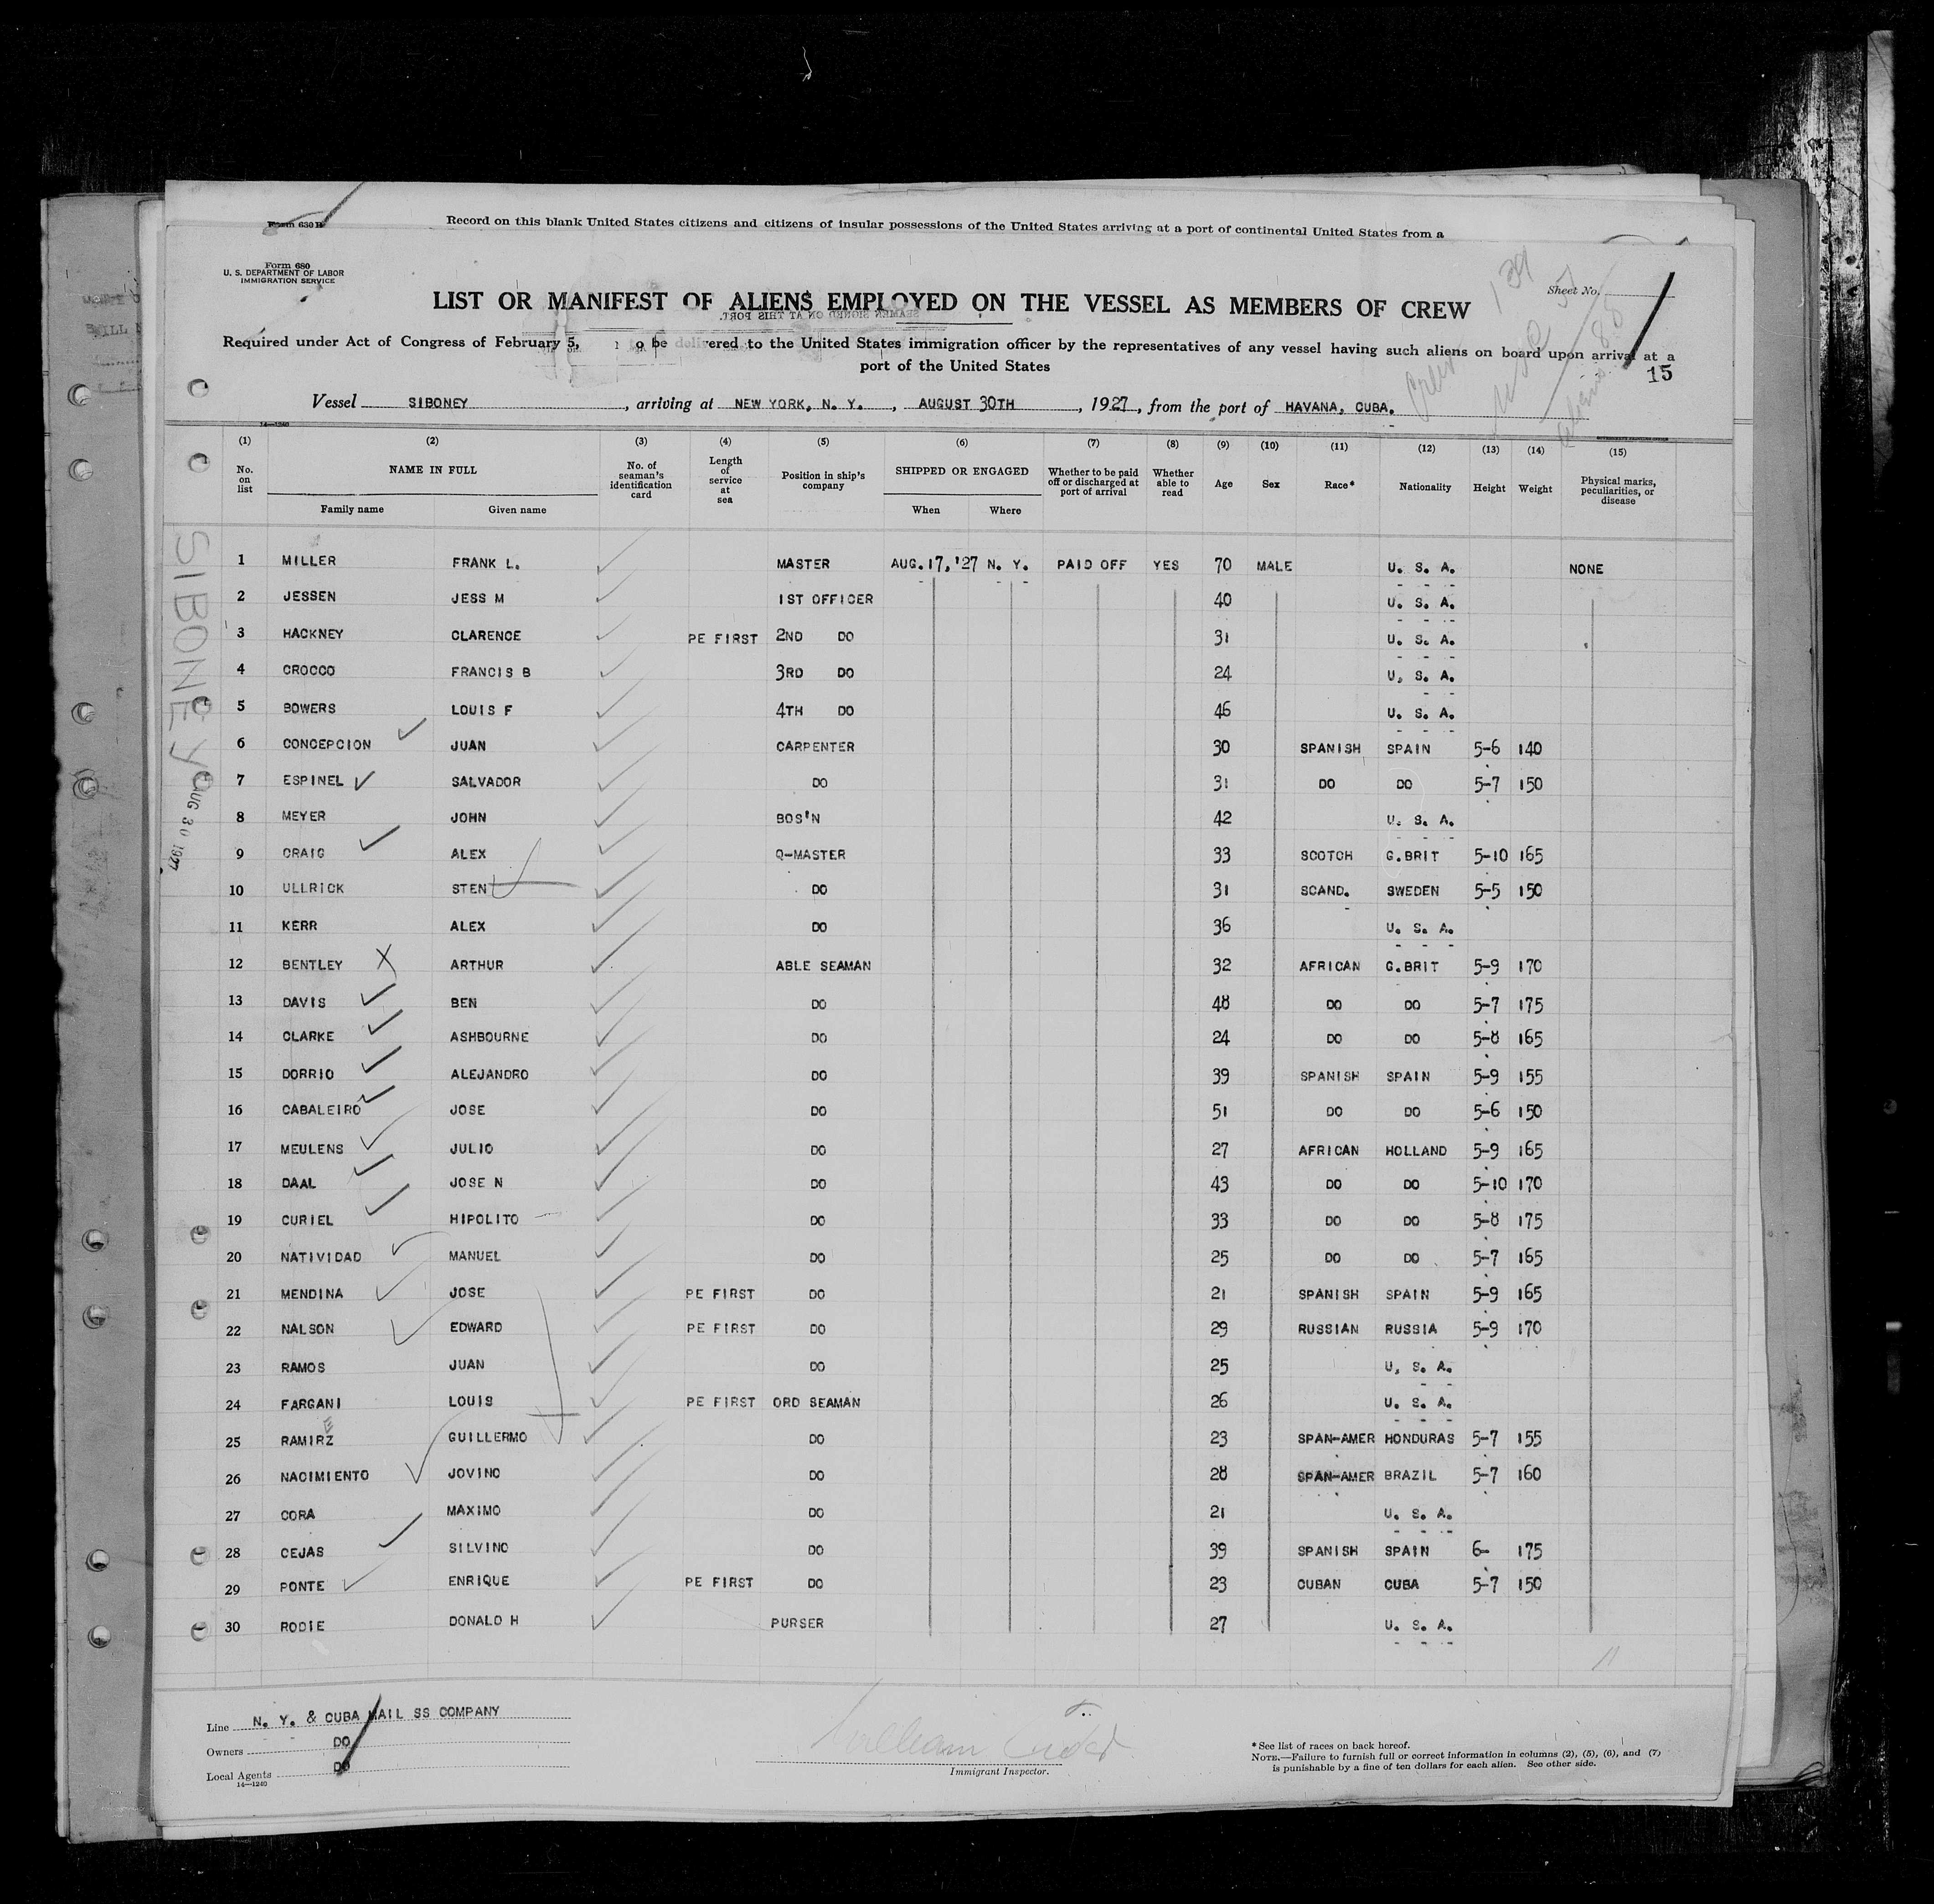 Form 630 B
Record on this blank United States citizens and citizens of insular possessions of the United States arriving at a port of continental United States from a
Form 680
U. S. DEPARTMENT OF LABOR
IMMIGRATION SERVICE
Sheet No.
LIST OR MANIFEST OF ALIENS EMPLOYED ON THE VESSEL AS MEMBERS OF CREW
SEAMEN SIGNED ON AT THIS PORT.
Required under Act of Congress of February 5, to be delivered to the United States immigration officer by the representatives of any vessel having such aliens on board upon arrival at a
port of the United States
15
Vessel SIBONEY, arriving at NEW YORK, N. Y., AUGUST 30TH, 1927, from the port of HAVANA, CUBA.
14—1240
(1) (2) (3) (4) (5) (6) (7) (8) (9) (10) (11) (12) (13) (14) (15)
No. on list NAME IN FULL No. of seaman's identification card Length of service at sea Position in ship's company SHIPPED OR ENGAGED Whether to be paid off or discharged at port of arrival Whether able to read Age Sex Race* Nationality Height Weight Physical marks, peculiarities, or disease
Family name Given name When Where
1 MILLER FRANK L. MASTER AUG. 17, '27 N. Y. PAID OFF YES 70 MALE U. S. A. NONE
2 JESSEN JESS M 1ST OFFICER 40 U. S. A.
3 HACKNEY CLARENCE PE FIRST 2ND DO 31 U. S. A.
4 CROCCO FRANCIS B 3RD DO 24 U. S. A.
5 BOWERS LOUIS F 4TH DO 46 U. S. A.
6 CONCEPCION JUAN CARPENTER 30 SPANISH SPAIN 5-6 140
7 ESPINEL SALVADOR DO 31 DO DO 5-7 150
8 MEYER JOHN BOS'N 42 U. S. A.
9 CRAIG ALEX Q-MASTER 33 SCOTCH G.BRIT 5-10 165
10 ULLRICK STEN DO 31 SCAND. SWEDEN 5-5 150
11 KERR ALEX DO 36 U. S. A.
12 BENTLEY ARTHUR ABLE SEAMAN 32 AFRICAN G.BRIT 5-9 170
13 DAVIS BEN DO 48 DO DO 5-7 175
14 CLARKE ASHBOURNE DO 24 DO DO 5-8 165
15 DORRIO ALEJANDRO DO 39 SPANISH SPAIN 5-9 155
16 CABALEIRO JOSE DO 51 DO DO 5-6 150
17 MEULENS JULIO DO 27 AFRICAN HOLLAND 5-9 165
18 DAAL JOSE N DO 43 DO DO 5-10 170
19 CURIEL HIPOLITO DO 33 DO DO 5-8 175
20 NATIVIDAD MANUEL DO 25 DO DO 5-7 165
21 MENDINA JOSE PE FIRST DO 21 SPANISH SPAIN 5-9 165
22 NALSON EDWARD PE FIRST DO 29 RUSSIAN RUSSIA 5-9 170
23 RAMOS JUAN DO 25 U. S. A.
24 FARGANI LOUIS PE FIRST ORD SEAMAN 26 U. S. A.
E
25 RAMIRZ GUILLERMO DO 23 SPAN-AMER HONDURAS 5-7 155
26 NACIMIENTO JOVINO DO 28 SPAN-AMER BRAZIL 5-7 160
27 CORA MAXIMO DO 21 U. S. A.
28 CEJAS SILVINO DO 39 SPANISH SPAIN 6- 175
29 PONTE ENRIQUE PE FIRST DO 23 CUBAN CUBA 5-7 150
30 RODIE DONALD H PURSER 27 U. S. A.
SIBONEY
AUG 30 1927
Line N. Y. & CUBA MAIL SS COMPANY
Owners DO
Local Agents DO
14—1240
Immigrant Inspector.
* See list of races on back hereof.
NOTE.—Failure to furnish full or correct information in columns (2), (5), (6), and (7)
is punishable by a fine of ten dollars for each alien. See other side.